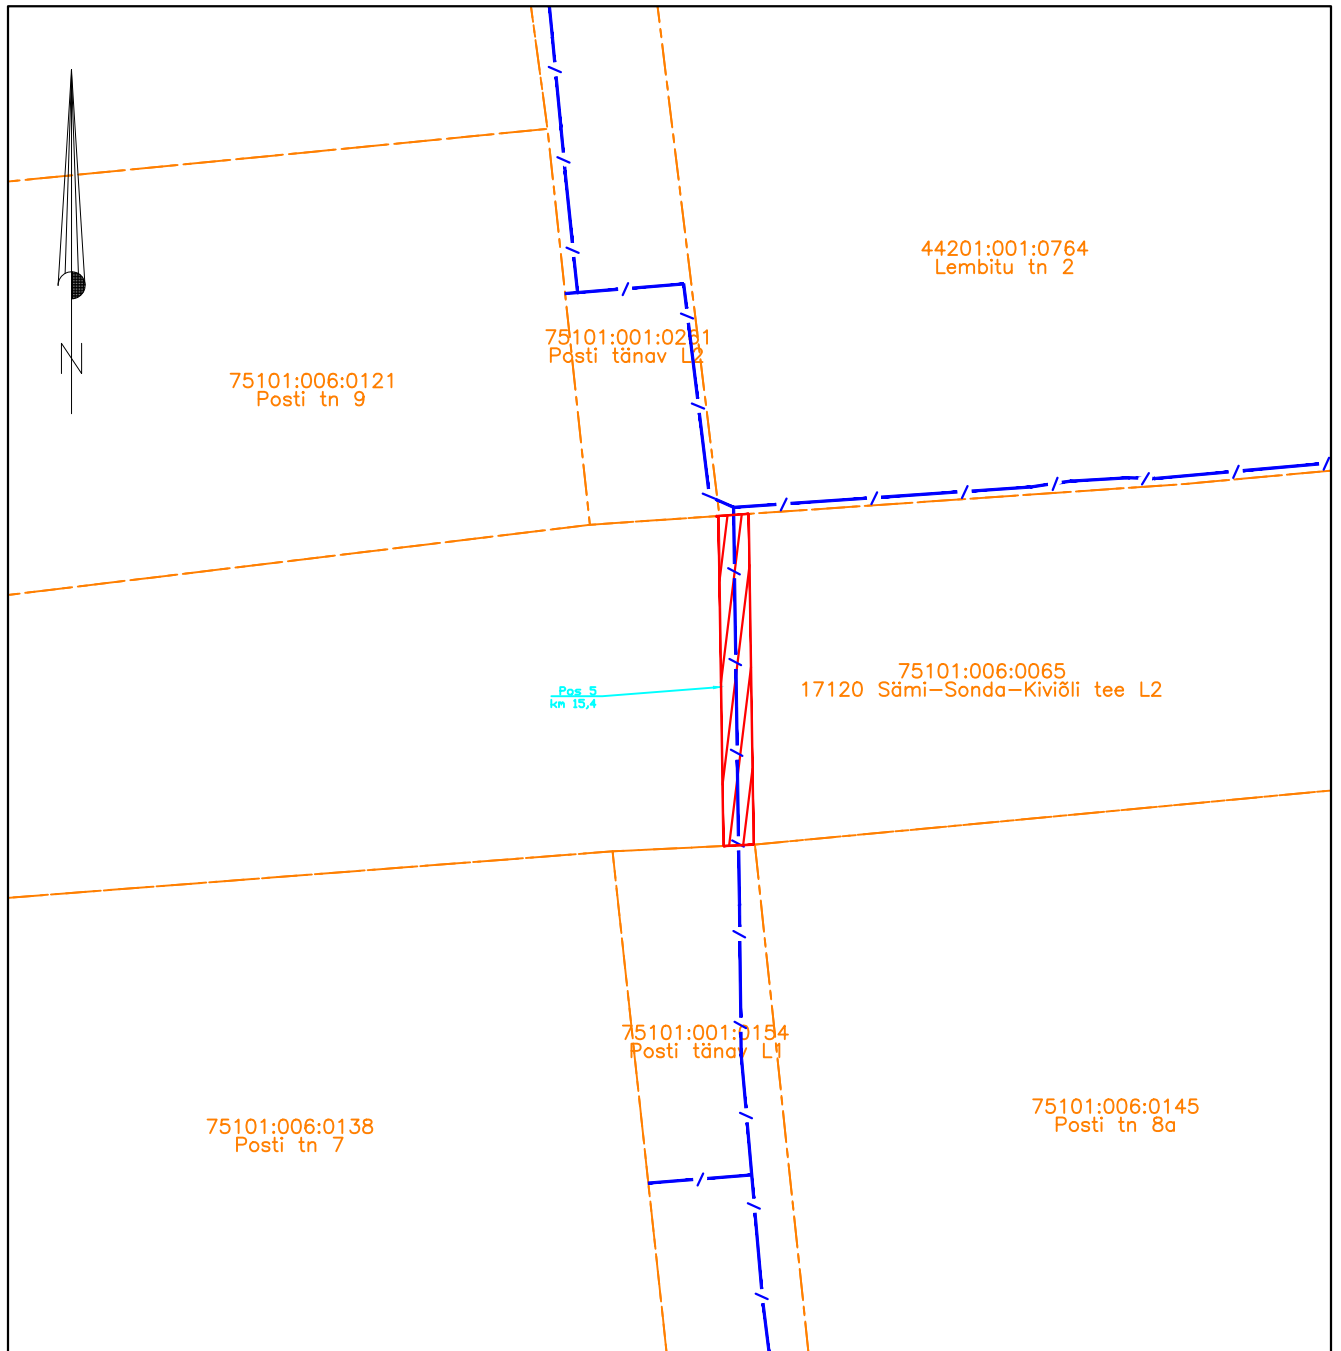 44201:001:0764
Lembitu tn 2
75101:001:0261
Posti tänav L2
75101:006:0121
Posti tn 9
N
75101:006:0065
17120 Sämi-Sonda-Kiviõli tee L2
Pos 5
km 15,4
75101:001:0154
Posti tänav L1
75101:006:0138
Posti tn 7
75101:006:0145
Posti tn 8a